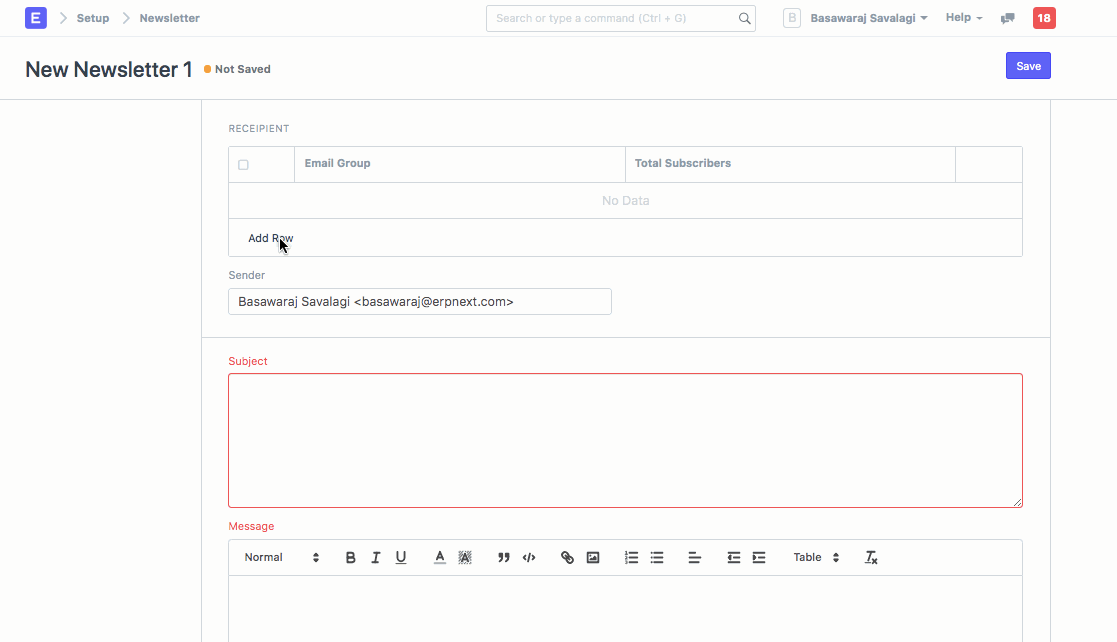 E Setup Newsletter Search or type a command (Ctrl + G) B Basawaraj Savalagi Help 18
New Newsletter 1 Not Saved Save
RECEIPIENT
Email Group Total Subscribers
No Data
Add Row
Sender
Basawaraj Savalagi <basawaraj@erpnext.com>
Subject
Message
Normal B I U A A Table Tx